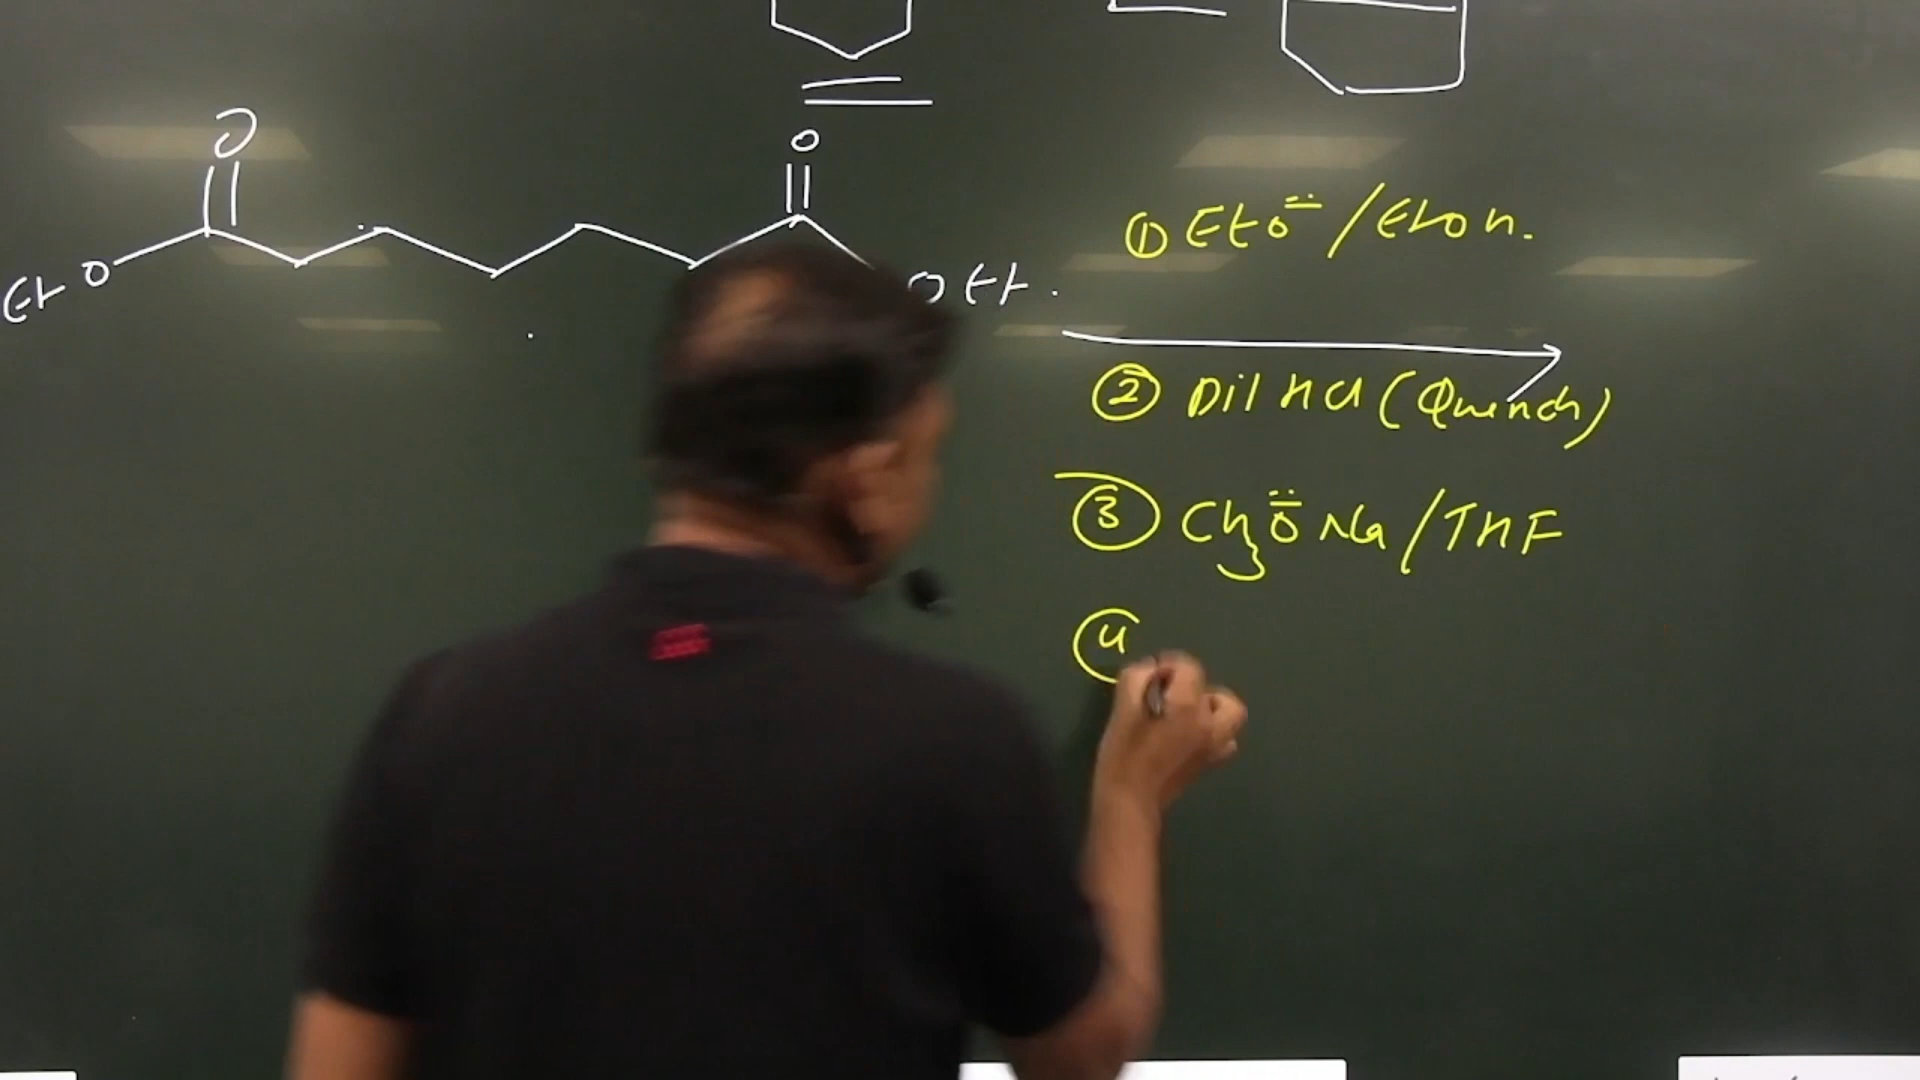 O
O
EtO
OEt.
① EtO⁻ / EtOH.
② Dil HCl (Quench)
③ CH₃O⁻Na / THF
④